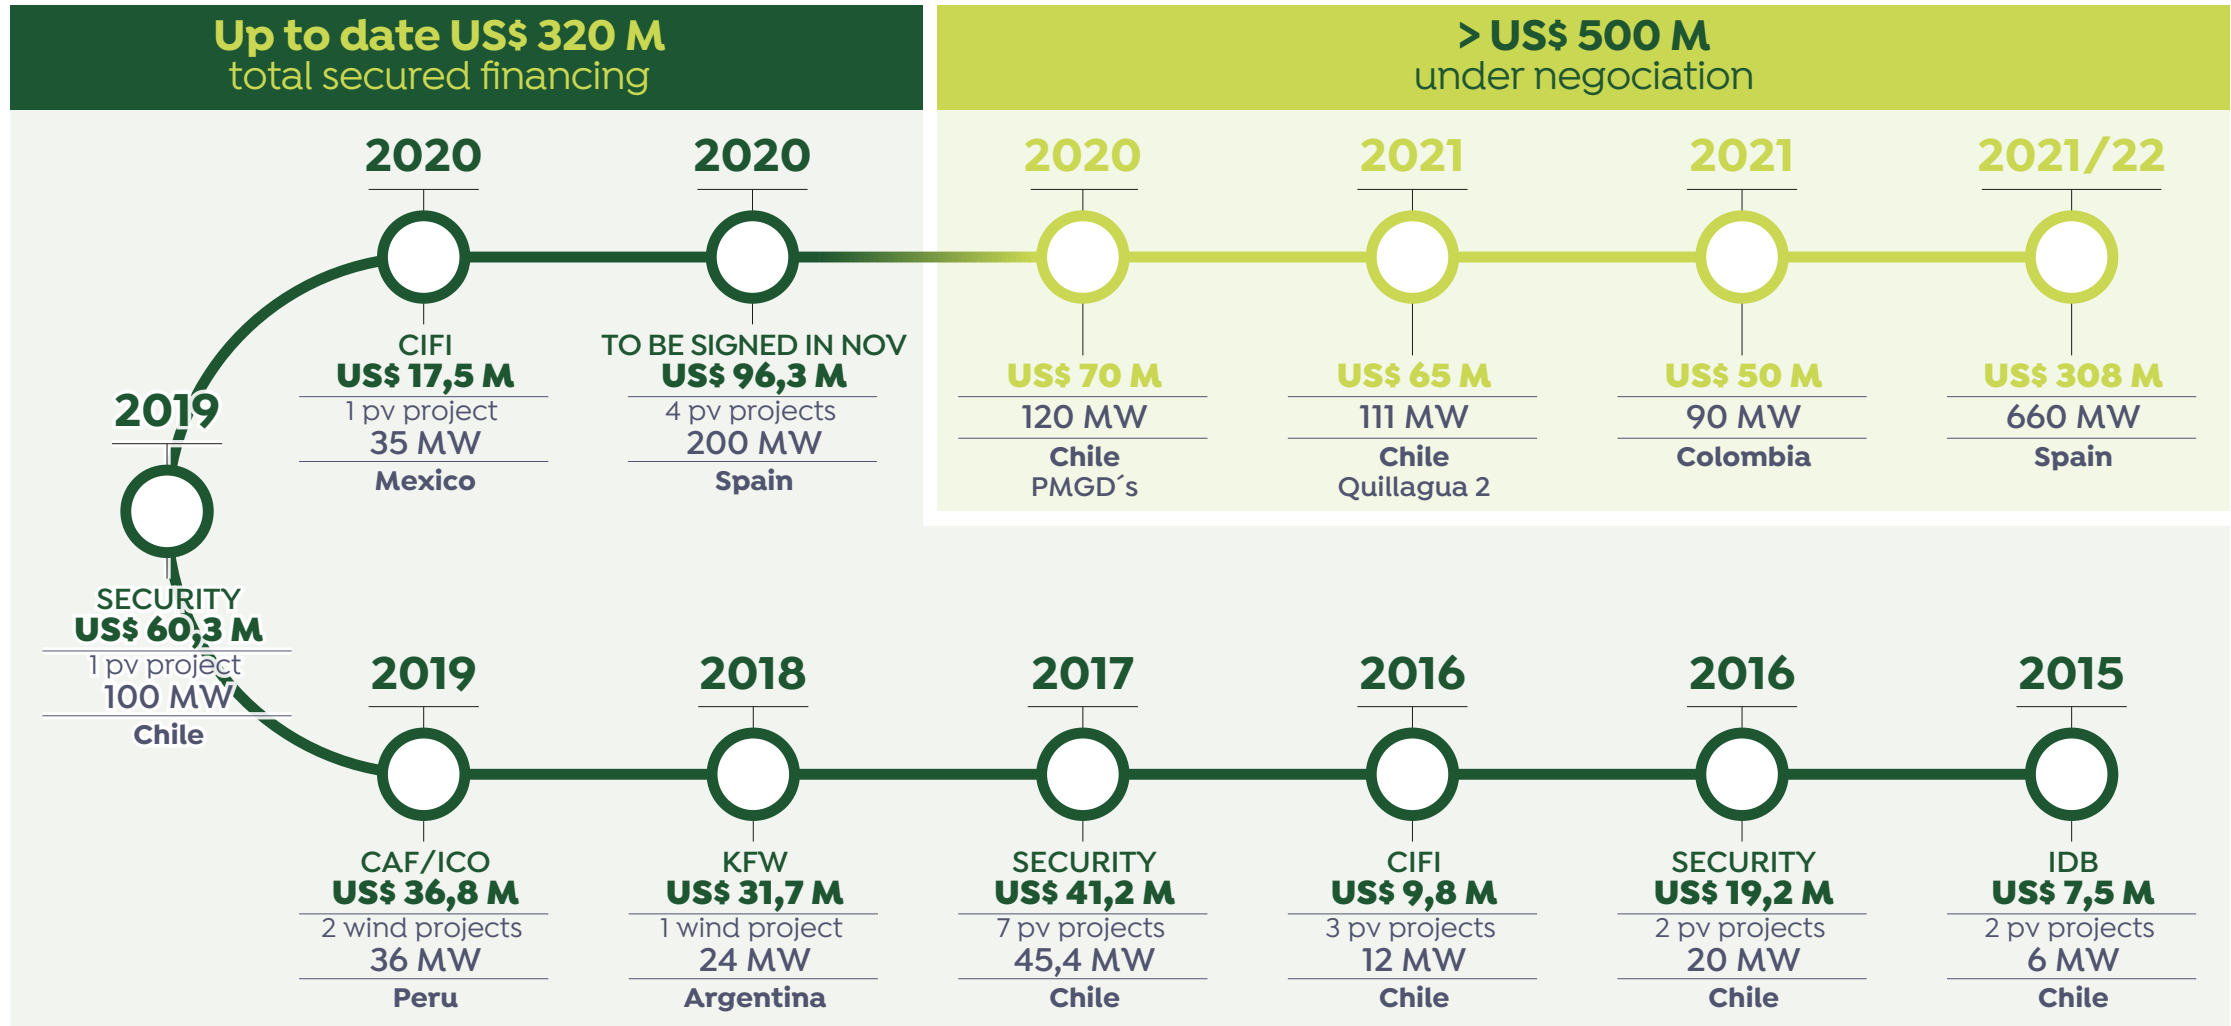 Up to date US$ 320 M
total secured financing
> US$ 500 M
under negociation
2020
CIFI
US$ 17,5 M
1 pv project
35 MW
Mexico
2020
TO BE SIGNED IN NOV
US$ 96,3 M
4 pv projects
200 MW
Spain
2020
US$ 70 M
120 MW
Chile
PMGD´s
2021
US$ 65 M
111 MW
Chile
Quillagua 2
2021
US$ 50 M
90 MW
Colombia
2021/22
US$ 308 M
660 MW
Spain
2019
SECURITY
US$ 60,3 M
1 pv project
100 MW
Chile
2019
CAF/ICO
US$ 36,8 M
2 wind projects
36 MW
Peru
2018
KFW
US$ 31,7 M
1 wind project
24 MW
Argentina
2017
SECURITY
US$ 41,2 M
7 pv projects
45,4 MW
Chile
2016
CIFI
US$ 9,8 M
3 pv projects
12 MW
Chile
2016
SECURITY
US$ 19,2 M
2 pv projects
20 MW
Chile
2015
IDB
US$ 7,5 M
2 pv projects
6 MW
Chile